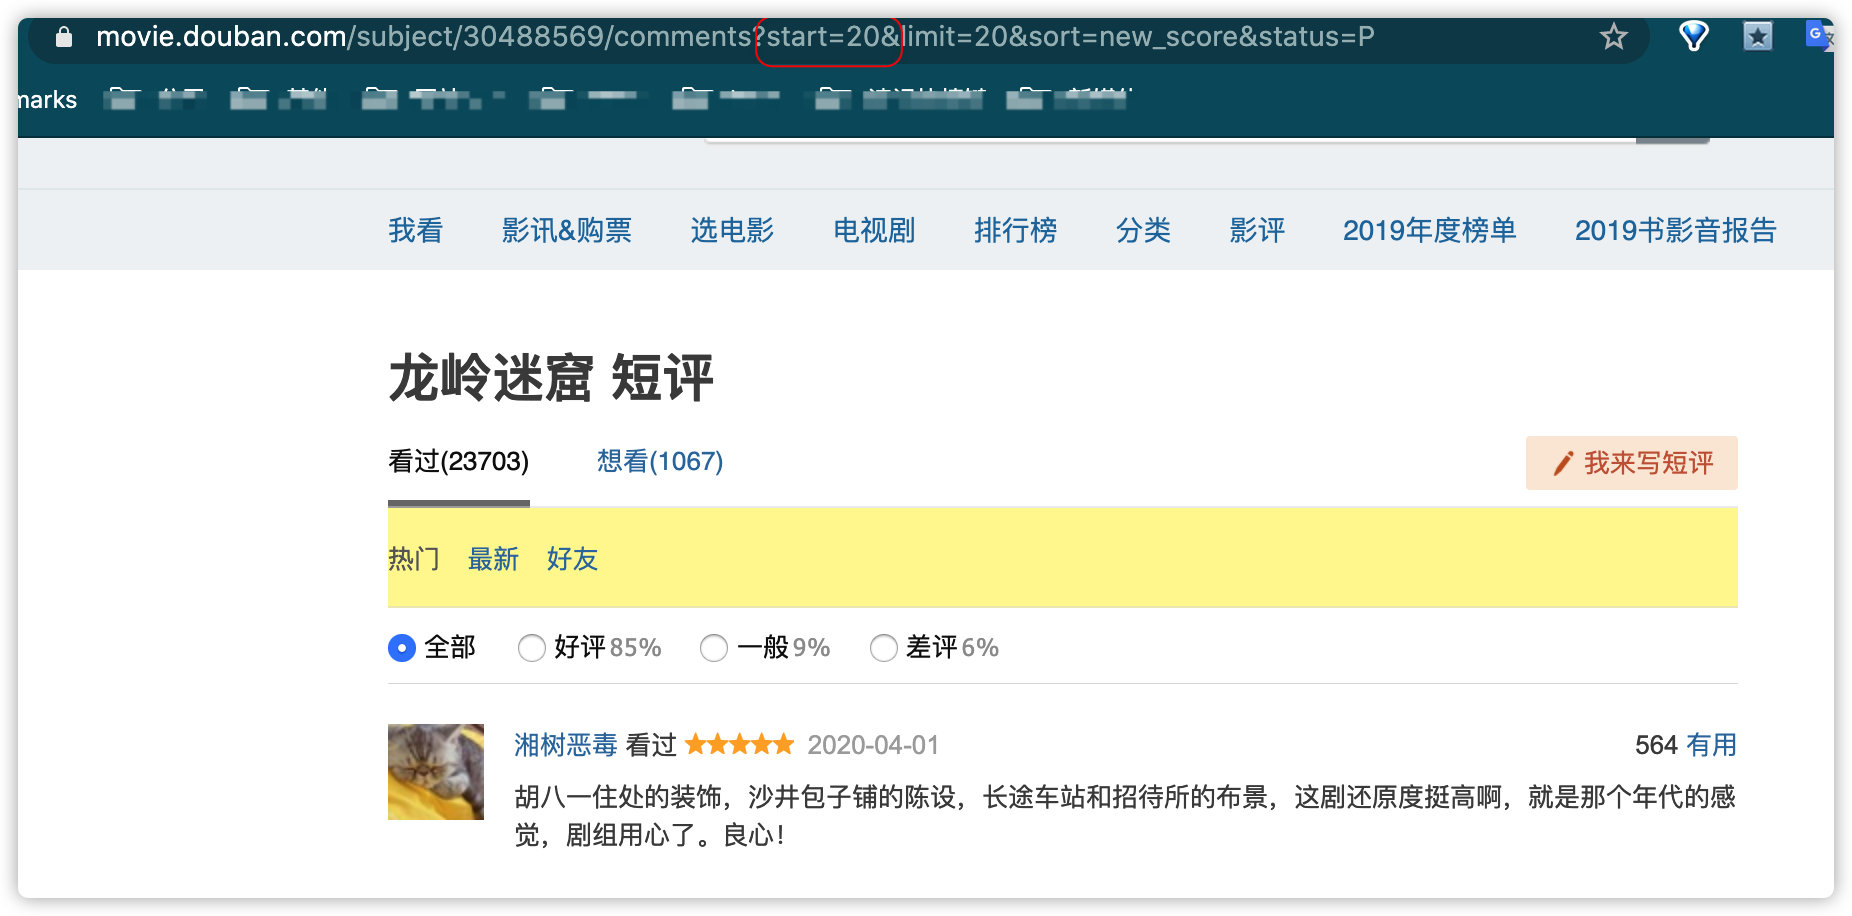 movie.douban.com/subject/30488569/comments?start=20&limit=20&sort=new_score&status=P
marks
我看 影讯&购票 选电影 电视剧 排行榜 分类 影评 2019年度榜单 2019书影音报告
龙岭迷窟 短评
看过(23703) 想看(1067) 我来写短评
热门 最新 好友
全部 好评 85% 一般 9% 差评 6%
湘树恶毒 看过 2020-04-01 564 有用
胡八一住处的装饰，沙井包子铺的陈设，长途车站和招待所的布景，这剧还原度挺高啊，就是那个年代的感
觉，剧组用心了。良心！